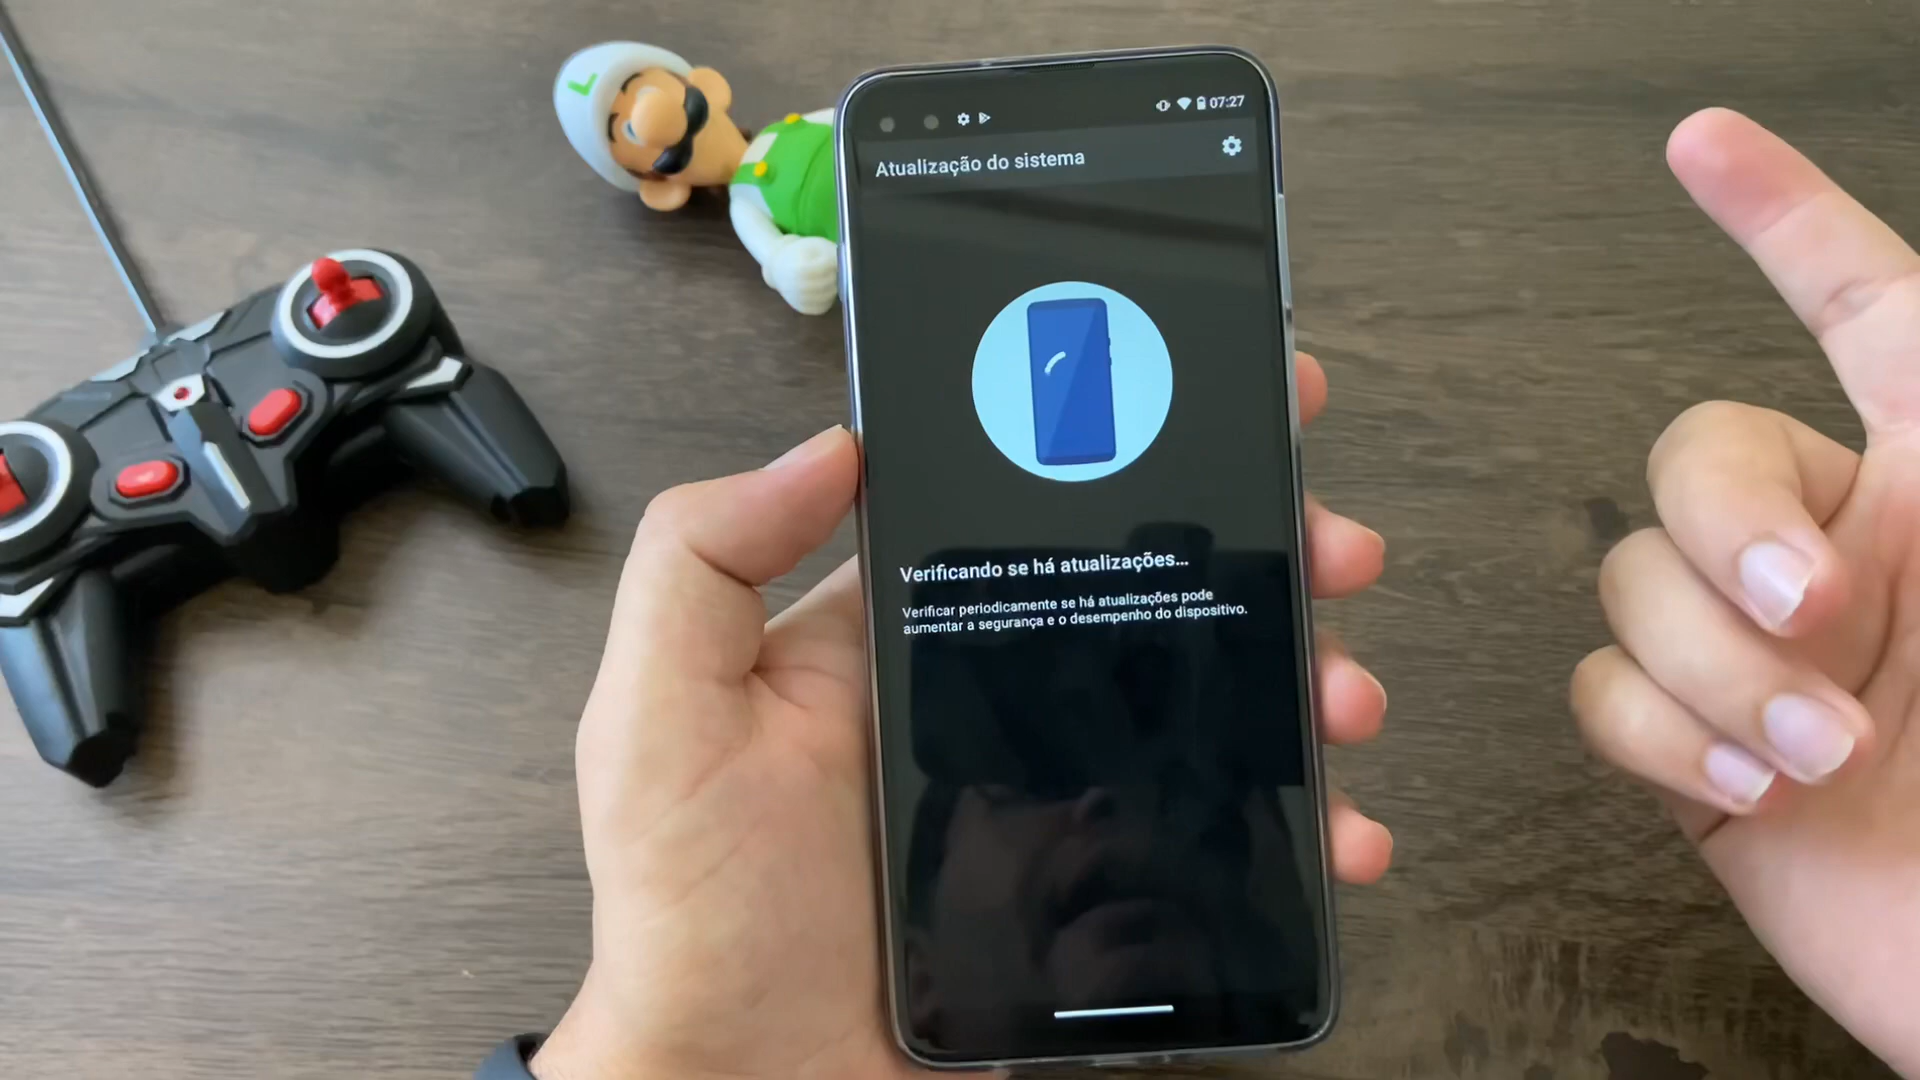 07:27
Atualização do sistema
L
Verificando se há atualizações...
Verificar periodicamente se há atualizações pode
aumentar a segurança e o desempenho do dispositivo.